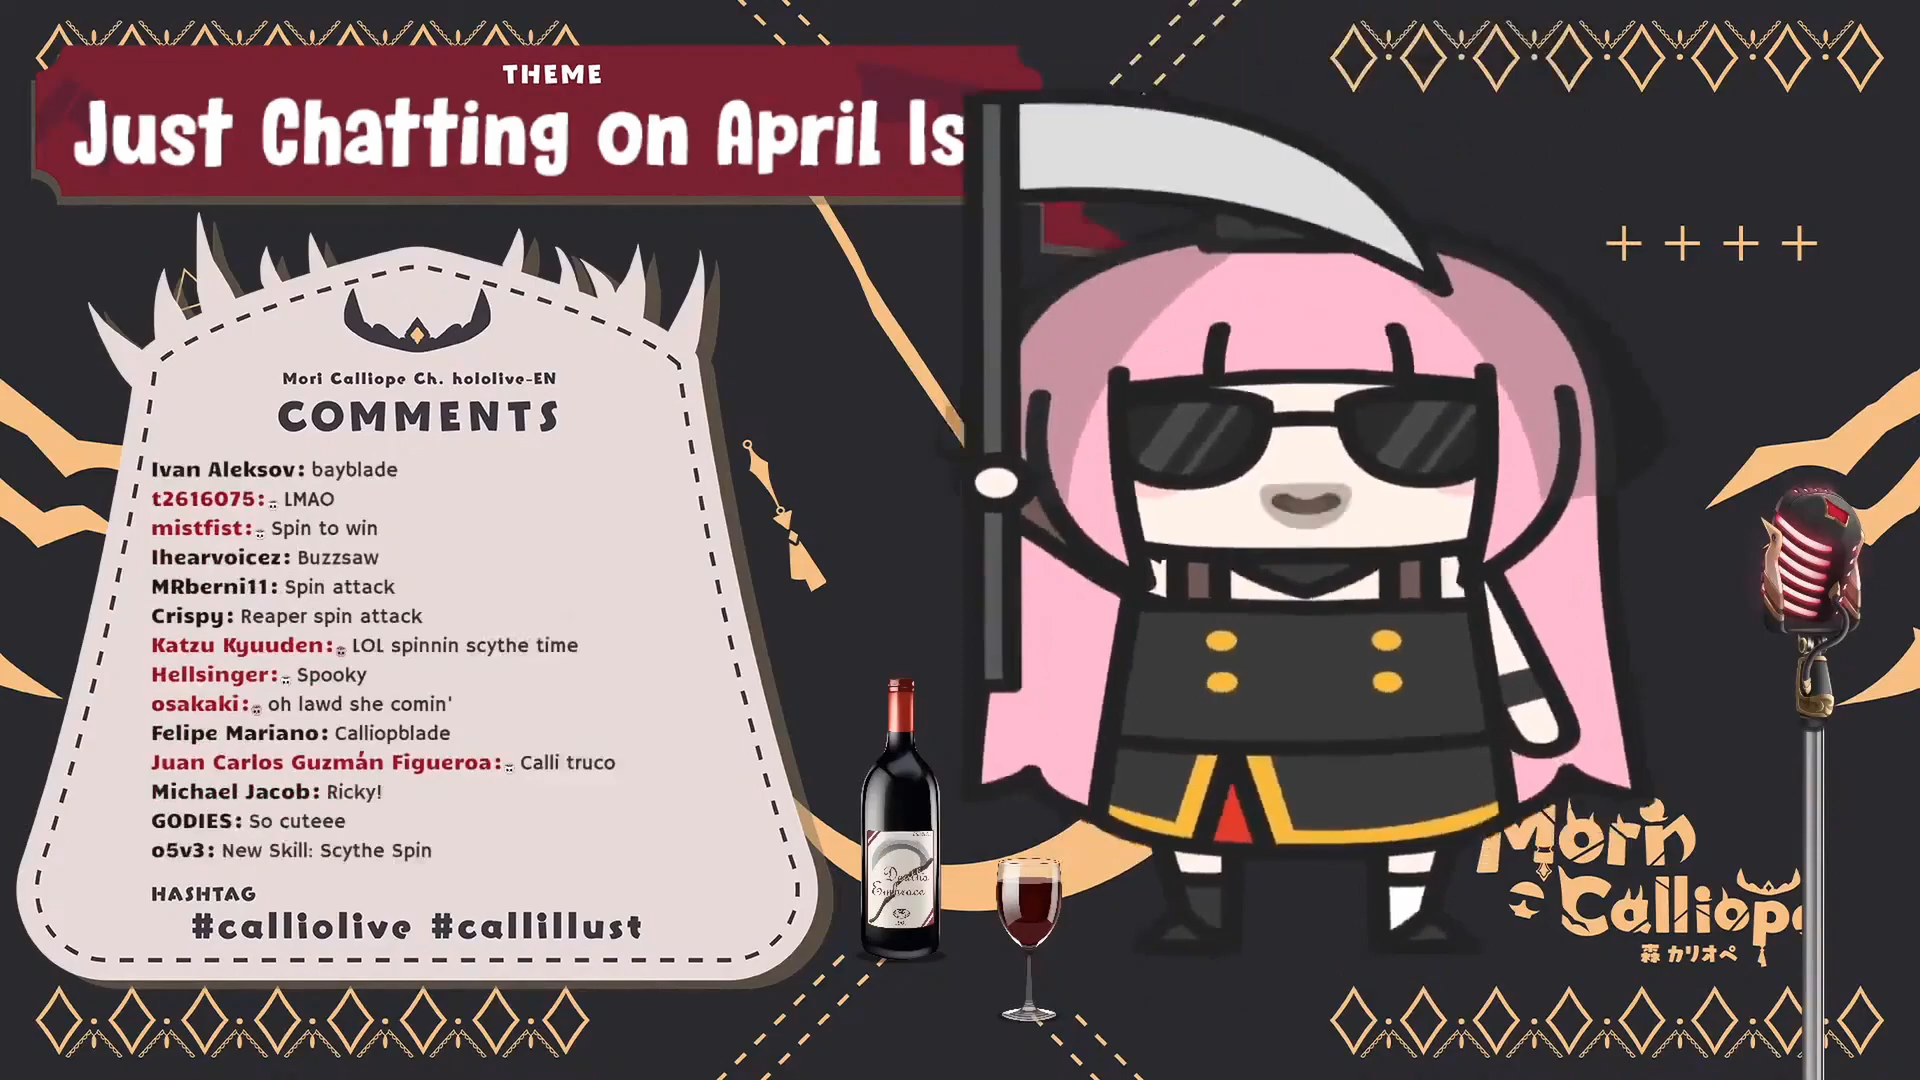 THEME
Just Chatting on April 1s
Mori Calliope Ch. hololive-EN
COMMENTS
Ivan Aleksov: bayblade
t2616075: LMAO
mistfist: Spin to win
Ihearvoicez: Buzzsaw
MRberni11: Spin attack
Crispy: Reaper spin attack
Katzu Kyuuden: LOL spinnin scythe time
Hellsinger: Spooky
osakaki: oh lawd she comin'
Felipe Mariano: Calliopblade
Juan Carlos Guzmán Figueroa: Calli truco
Michael Jacob: Ricky!
GODIES: So cuteee
o5v3: New Skill: Scythe Spin
HASHTAG
#calliolive #callillust
Death's
Embrace
Mori
Calliope
森 カリオペ